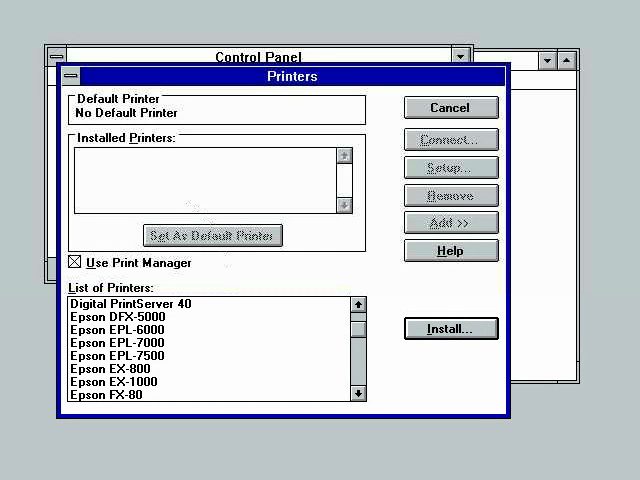 Control Panel
Printers
Default Printer
No Default Printer
Cancel
Installed Printers:
Connect...
Setup...
Remove
Add >>
Set As Default Printer
Help
Use Print Manager
List of Printers:
Digital PrintServer 40
Epson DFX-5000
Epson EPL-6000
Install...
Epson EPL-7000
Epson EPL-7500
Epson EX-800
Epson EX-1000
Epson FX-80